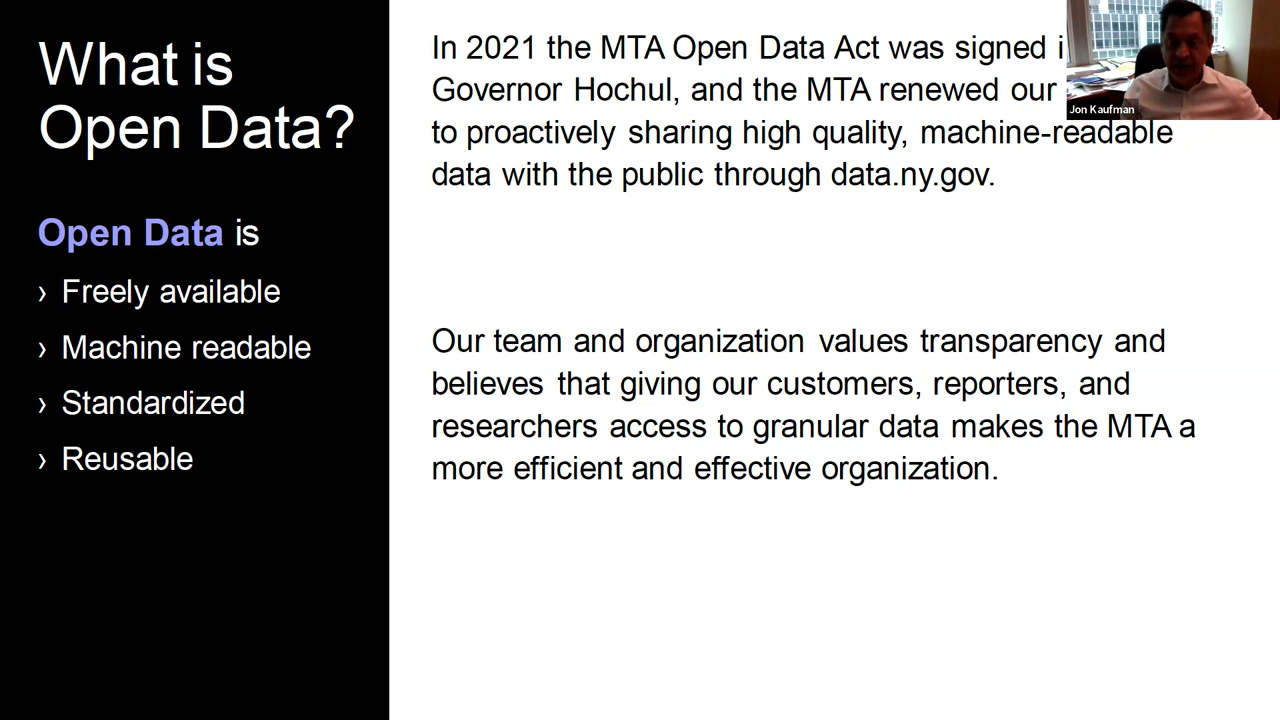 What is
Open Data?
Open Data is
› Freely available
› Machine readable
› Standardized
› Reusable
In 2021 the MTA Open Data Act was signed
Governor Hochul, and the MTA renewed our
to proactively sharing high quality, machine-readable
data with the public through data.ny.gov.
Our team and organization values transparency and
believes that giving our customers, reporters, and
researchers access to granular data makes the MTA a
more efficient and effective organization.
Jon Kaufman